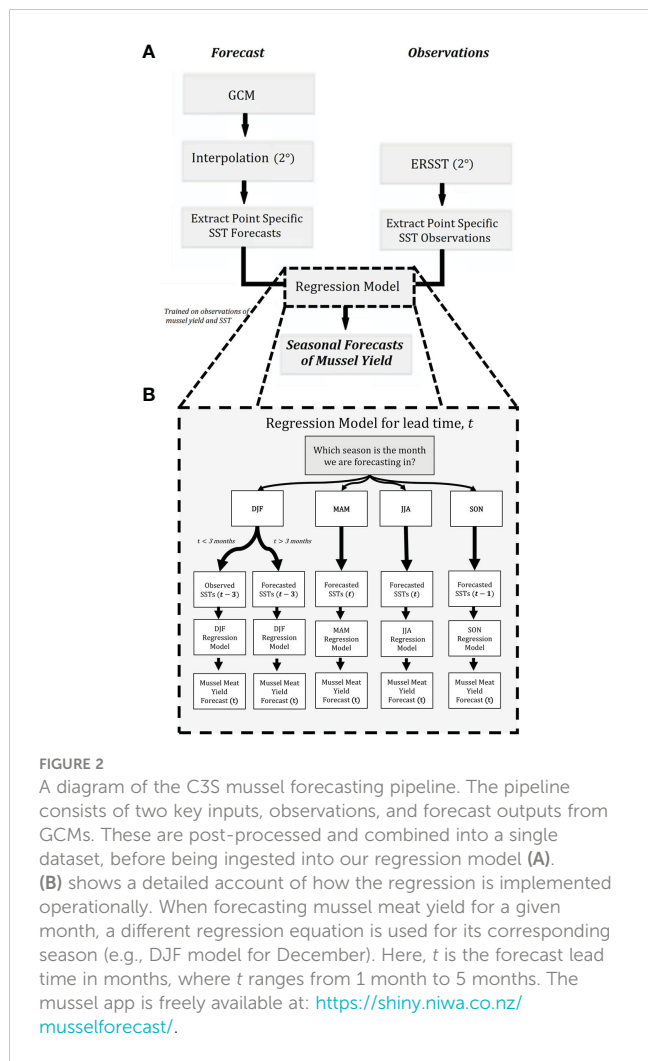 A
Forecast
Observations
GCM
Interpolation (2°)
ERSST (2°)
Extract Point Specific
SST Forecasts
Extract Point Specific
SST Observations
Regression Model
Trained on observations of
mussel yield and SST
Seasonal Forecasts
of Mussel Yield
B
Regression Model for lead time, t
Which season is the month
we are forecasting in?
DJF
MAM
JJA
SON
t < 3 months
t > 3 months
Observed
SSTs (t − 3)
Forecasted
SSTs (t − 3)
Forecasted
SSTs (t)
Forecasted
SSTs (t)
Forecasted
SSTs (t − 1)
DJF
Regression
Model
DJF
Regression
Model
MAM
Regression
Model
JJA
Regression
Model
SON
Regression
Model
Mussel Meat
Yield
Forecast (t)
Mussel Meat
Yield
Forecast (t)
Mussel Meat
Yield
Forecast (t)
Mussel Meat
Yield
Forecast (t)
Mussel Meat
Yield
Forecast (t)
FIGURE 2
A diagram of the C3S mussel forecasting pipeline. The pipeline
consists of two key inputs, observations, and forecast outputs from
GCMs. These are post-processed and combined into a single
dataset, before being ingested into our regression model (A).
(B) shows a detailed account of how the regression is implemented
operationally. When forecasting mussel meat yield for a given
month, a different regression equation is used for its corresponding
season (e.g., DJF model for December). Here, t is the forecast lead
time in months, where t ranges from 1 month to 5 months. The
mussel app is freely available at: https://shiny.niwa.co.nz/
musselforecast/.